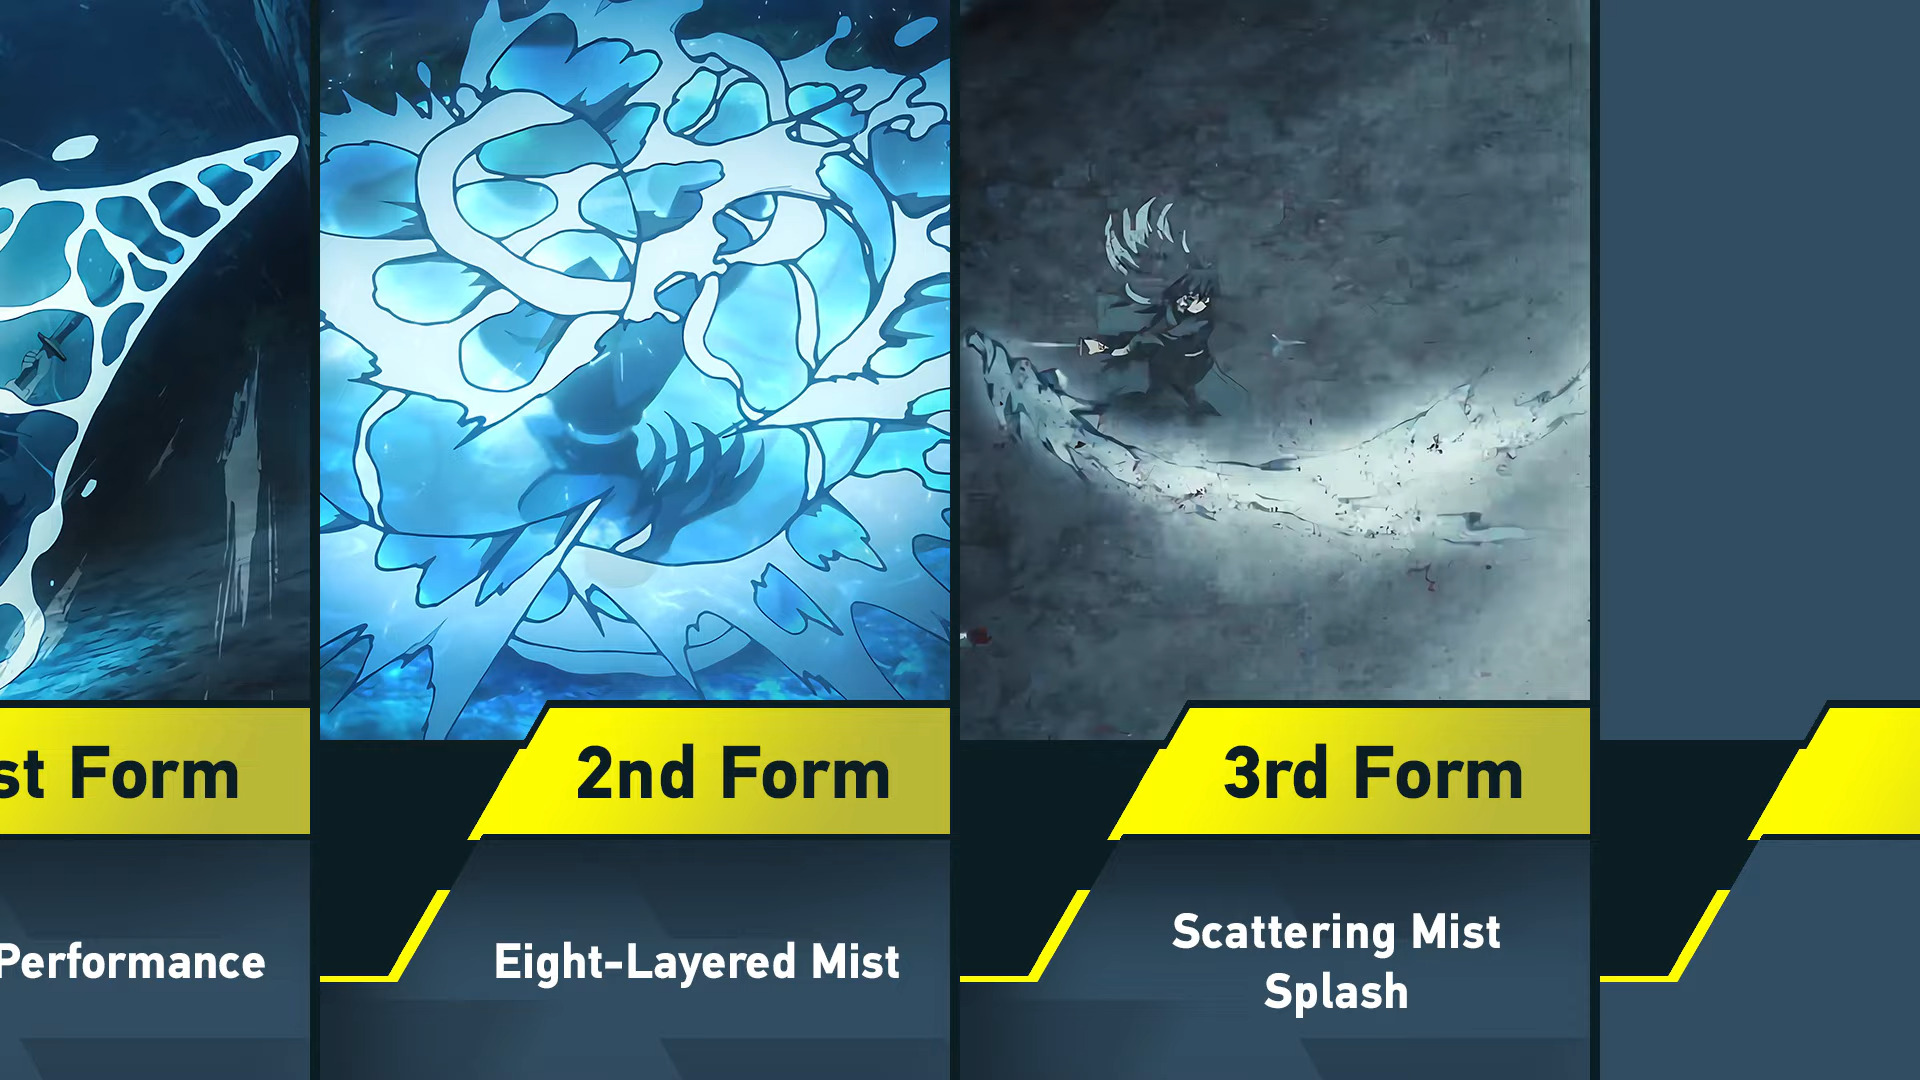 st Form
2nd Form
3rd Form
Performance
Eight-Layered Mist
Scattering Mist
Splash